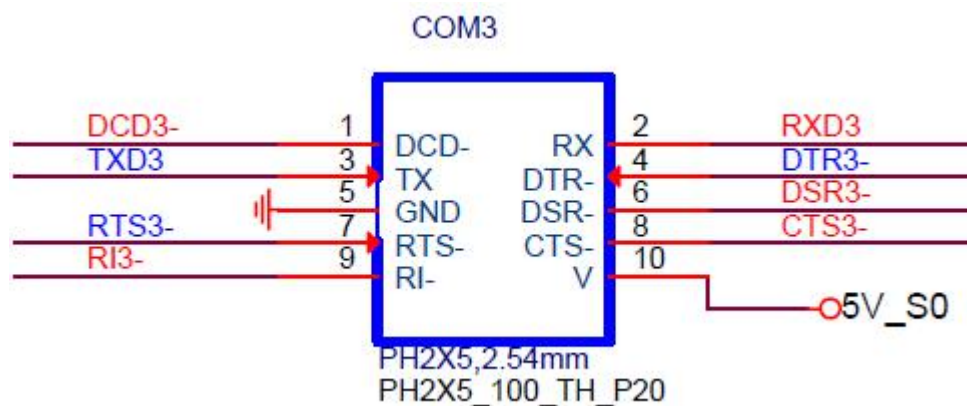 COM3
DCD3- 1 DCD- RX 2 RXD3
TXD3 3 TX DTR- 4 DTR3-
5 GND DSR- 6 DSR3-
RTS3- 7 RTS- CTS- 8 CTS3-
RI3- 9 RI- V 10
5V_S0
PH2X5,2.54mm
PH2X5_100_TH_P20